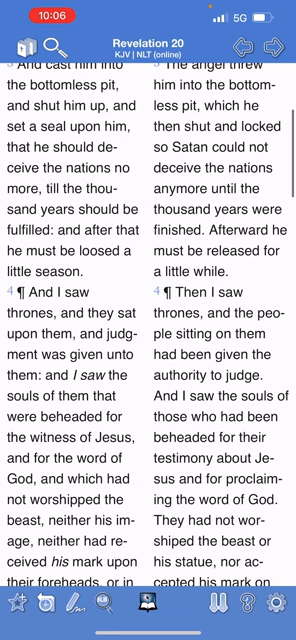 10:06
5G
Revelation 20
KJV | NLT (online)
3 And cast him into
the bottomless pit,
and shut him up, and
set a seal upon him,
that he should de-
ceive the nations no
more, till the thou-
sand years should be
fulfilled: and after that
he must be loosed a
little season.
4 ¶ And I saw
thrones, and they sat
upon them, and judg-
ment was given unto
them: and I saw the
souls of them that
were beheaded for
the witness of Jesus,
and for the word of
God, and which had
not worshipped the
beast, neither his im-
age, neither had re-
ceived his mark upon
their foreheads, or in
3 The angel threw
him into the bottom-
less pit, which he
then shut and locked
so Satan could not
deceive the nations
anymore until the
thousand years were
finished. Afterward he
must be released for
a little while.
4 ¶ Then I saw
thrones, and the peo-
ple sitting on them
had been given the
authority to judge.
And I saw the souls of
those who had been
beheaded for their
testimony about Je-
sus and for proclaim-
ing the word of God.
They had not wor-
shiped the beast or
his statue, nor ac-
cepted his mark on